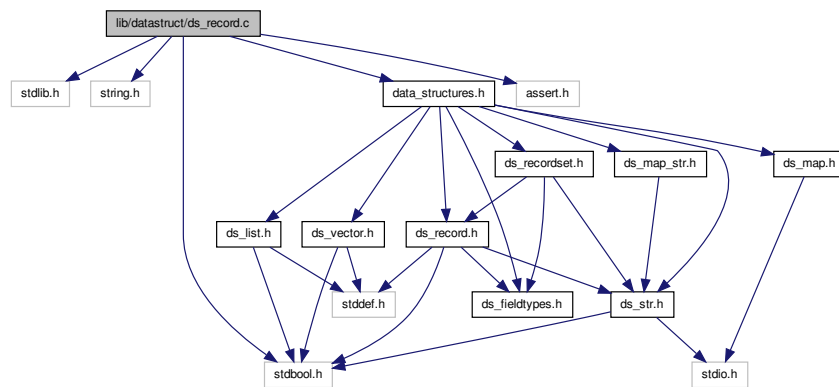 lib/datastruct/ds_record.c
stdlib.h
string.h
data_structures.h
assert.h
ds_recordset.h
ds_map_str.h
ds_map.h
ds_list.h
ds_vector.h
ds_record.h
stddef.h
ds_fieldtypes.h
ds_str.h
stdbool.h
stdio.h